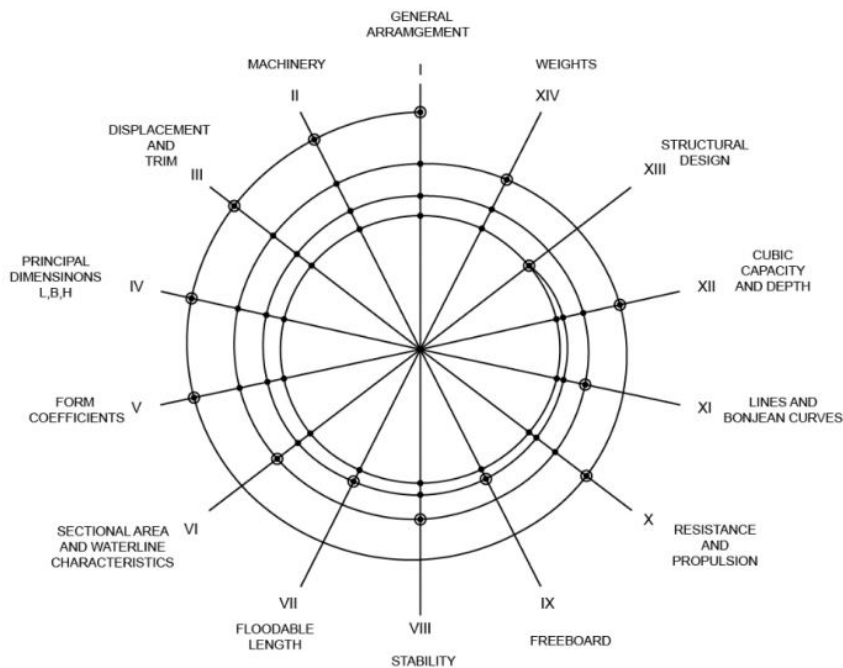 GENERAL
ARRAMGEMENT
I
MACHINERY
II
WEIGHTS
XIV
DISPLACEMENT
AND
TRIM
III
STRUCTURAL
DESIGN
XIII
PRINCIPAL
DIMENSINONS
L,B,H
IV
CUBIC
CAPACITY
AND DEPTH
XII
FORM
COEFFICIENTS
V
LINES AND
BONJEAN CURVES
XI
SECTIONAL AREA
AND WATERLINE
CHARACTERISTICS
VI
RESISTANCE
AND
PROPULSION
X
VII
FLOODABLE
LENGTH
VIII
STABILITY
IX
FREEBOARD